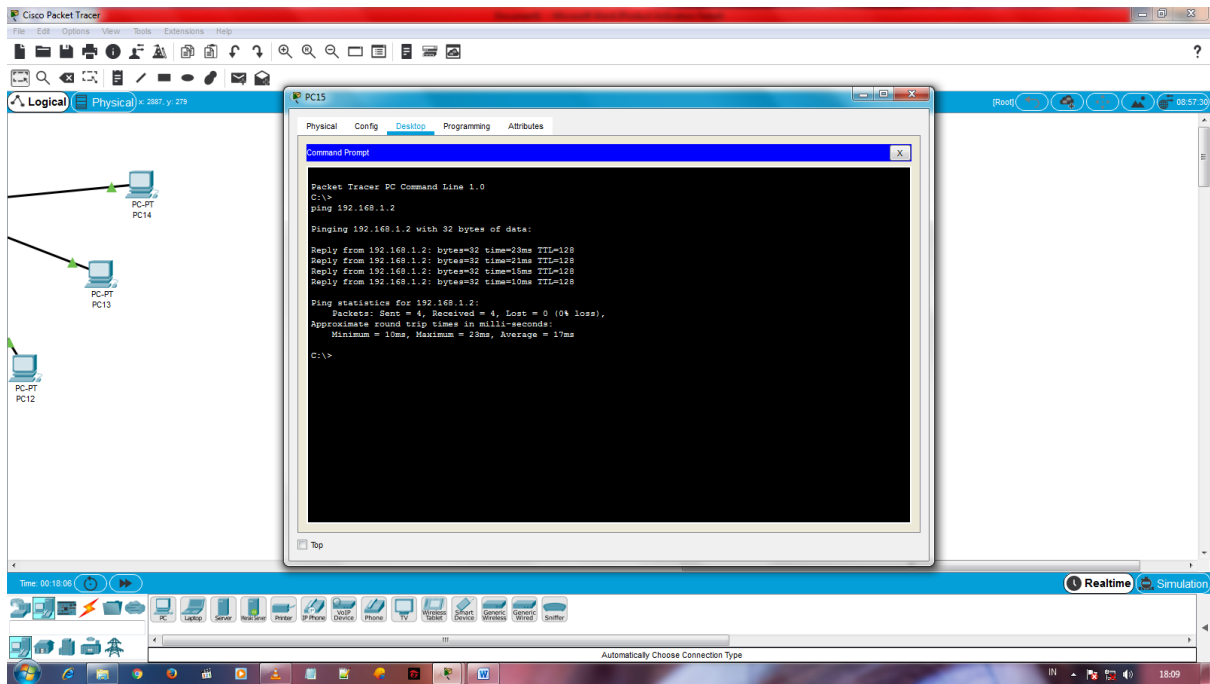 Cisco Packet Tracer
File Edit Options View Tools Extensions Help
?
Logical Physical x: 2887, y: 279
[Root] 08:57:30
PC15
X
Physical Config Desktop Programming Attributes
Command Prompt X
Packet Tracer PC Command Line 1.0
C:\>
ping 192.168.1.2
Pinging 192.168.1.2 with 32 bytes of data:
Reply from 192.168.1.2: bytes=32 time=23ms TTL=128
Reply from 192.168.1.2: bytes=32 time=21ms TTL=128
Reply from 192.168.1.2: bytes=32 time=15ms TTL=128
Reply from 192.168.1.2: bytes=32 time=10ms TTL=128
Ping statistics for 192.168.1.2:
Packets: Sent = 4, Received = 4, Lost = 0 (0% loss),
Approximate round trip times in milli-seconds:
Minimum = 10ms, Maximum = 23ms, Average = 17ms
C:\>
Top
PC-PT
PC14
PC-PT
PC13
PC-PT
PC12
Time: 00:18:06
Realtime Simulation
PC Laptop Server Printer IP Phone VoIP Device Phone TV Wireless Tablet Smart Device Generic Wireless Generic Wired Sniffer
Automatically Choose Connection Type
IN 18:09